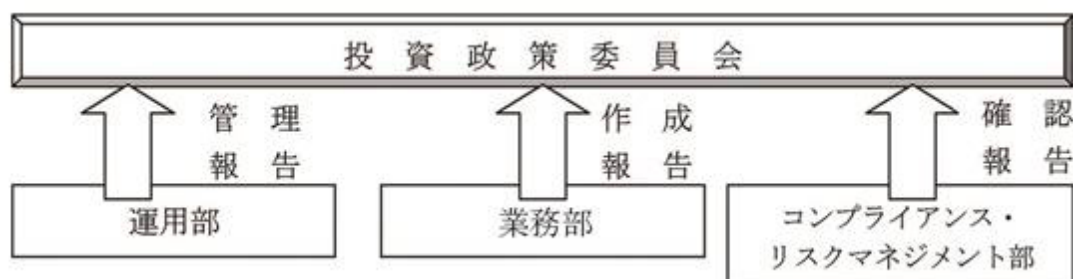 投資政策委員会
管理
報告
作成
報告
確認
報告
運用部
業務部
コンプライアンス・
リスクマネジメント部